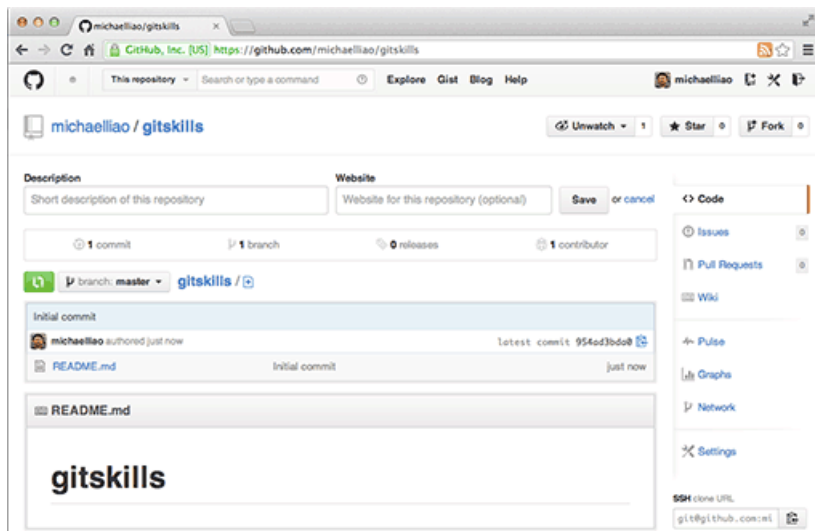 michaelliao/gitskills
GitHub, Inc. [US] https://github.com/michaelliao/gitskills
This repository Search or type a command Explore Gist Blog Help michaelliao
michaelliao / gitskills Unwatch 1 Star 0 Fork 0
Description Website
Short description of this repository Website for this repository (optional) Save or cancel
1 commit 1 branch 0 releases 1 contributor
branch: master gitskills /
Initial commit
michaelliao authored just now latest commit 954ad3bda0
README.md Initial commit just now
README.md
gitskills
Code
Issues 0
Pull Requests 0
Wiki
Pulse
Graphs
Network
Settings
SSH clone URL
git@github.com:mi